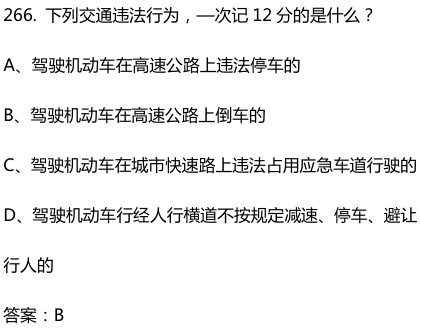 266. 下列交通违法行为，一次记 12 分的是什么？
A、驾驶机动车在高速公路上违法停车的
B、驾驶机动车在高速公路上倒车的
C、驾驶机动车在城市快速路上违法占用应急车道行驶的
D、驾驶机动车行经人行横道不按规定减速、停车、避让
行人的
答案：B